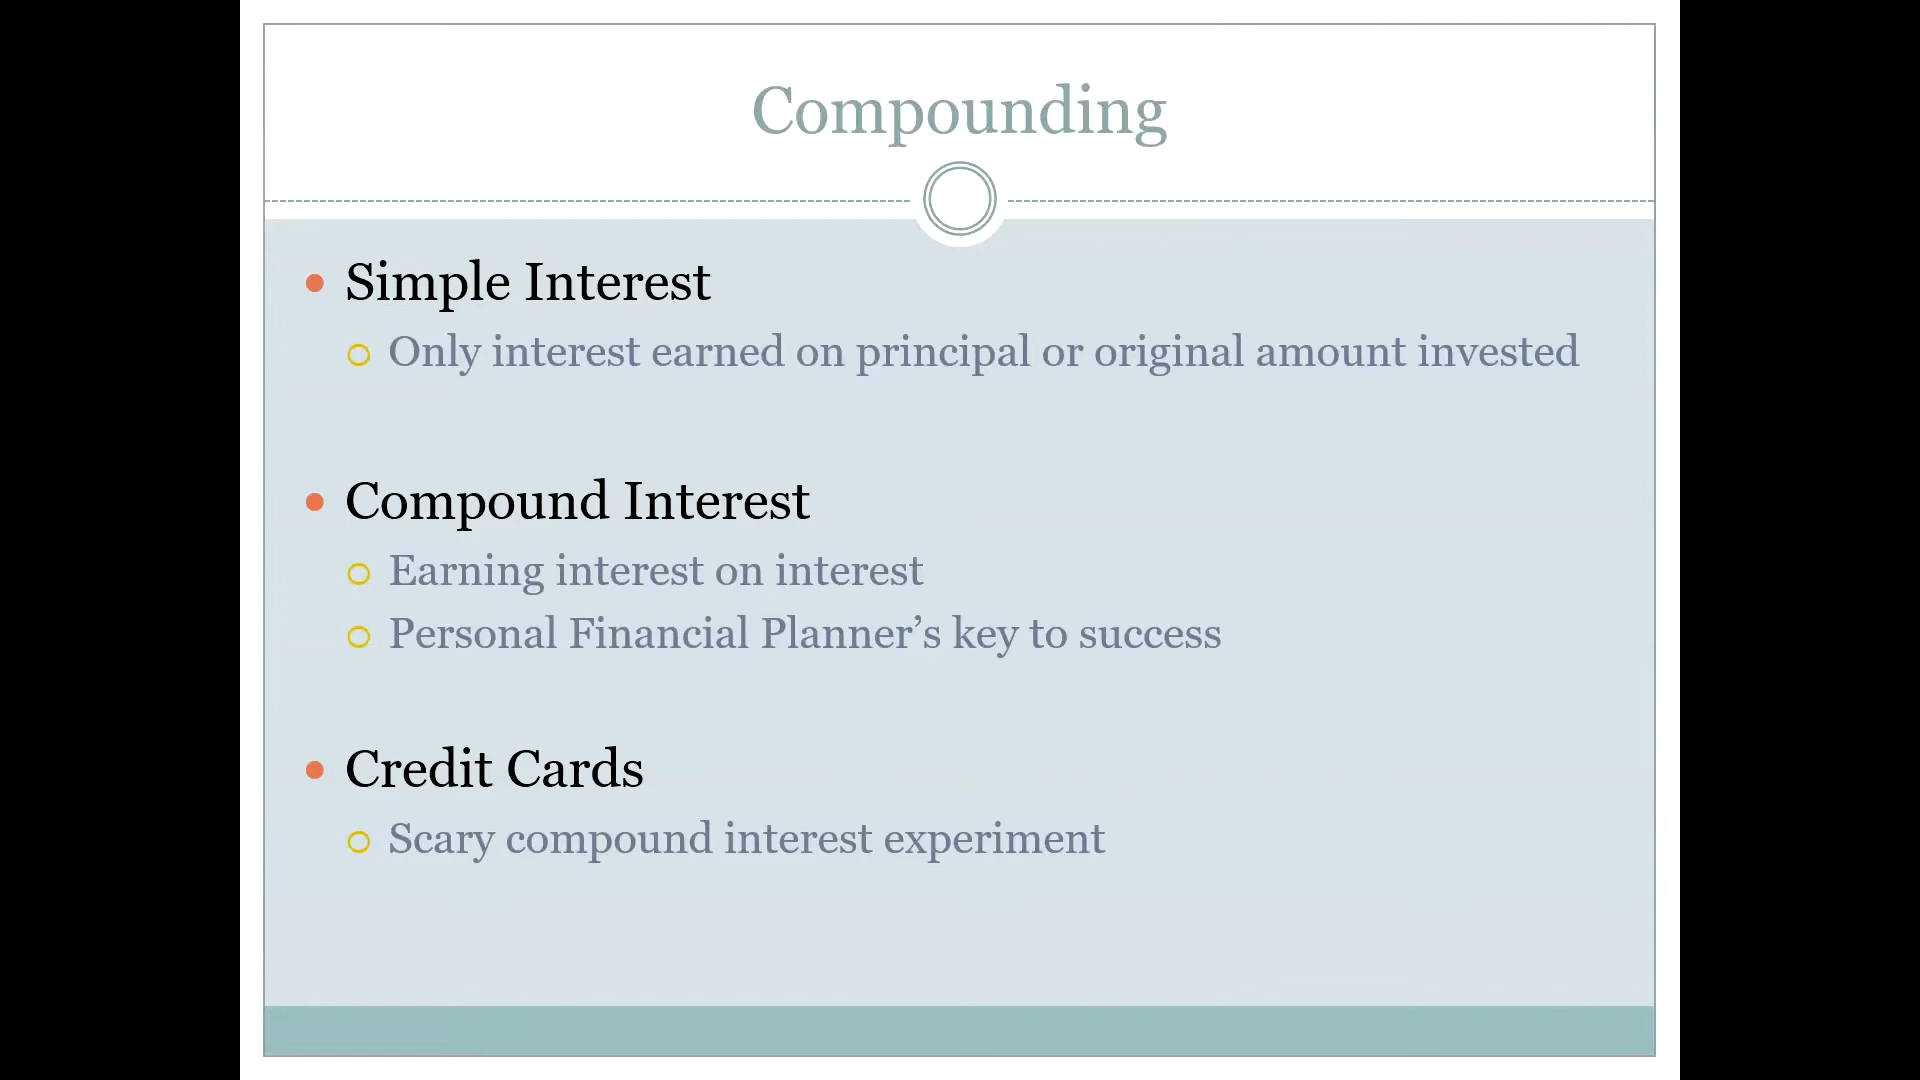 Compounding
Simple Interest
Only interest earned on principal or original amount invested
Compound Interest
Earning interest on interest
Personal Financial Planner’s key to success
Credit Cards
Scary compound interest experiment